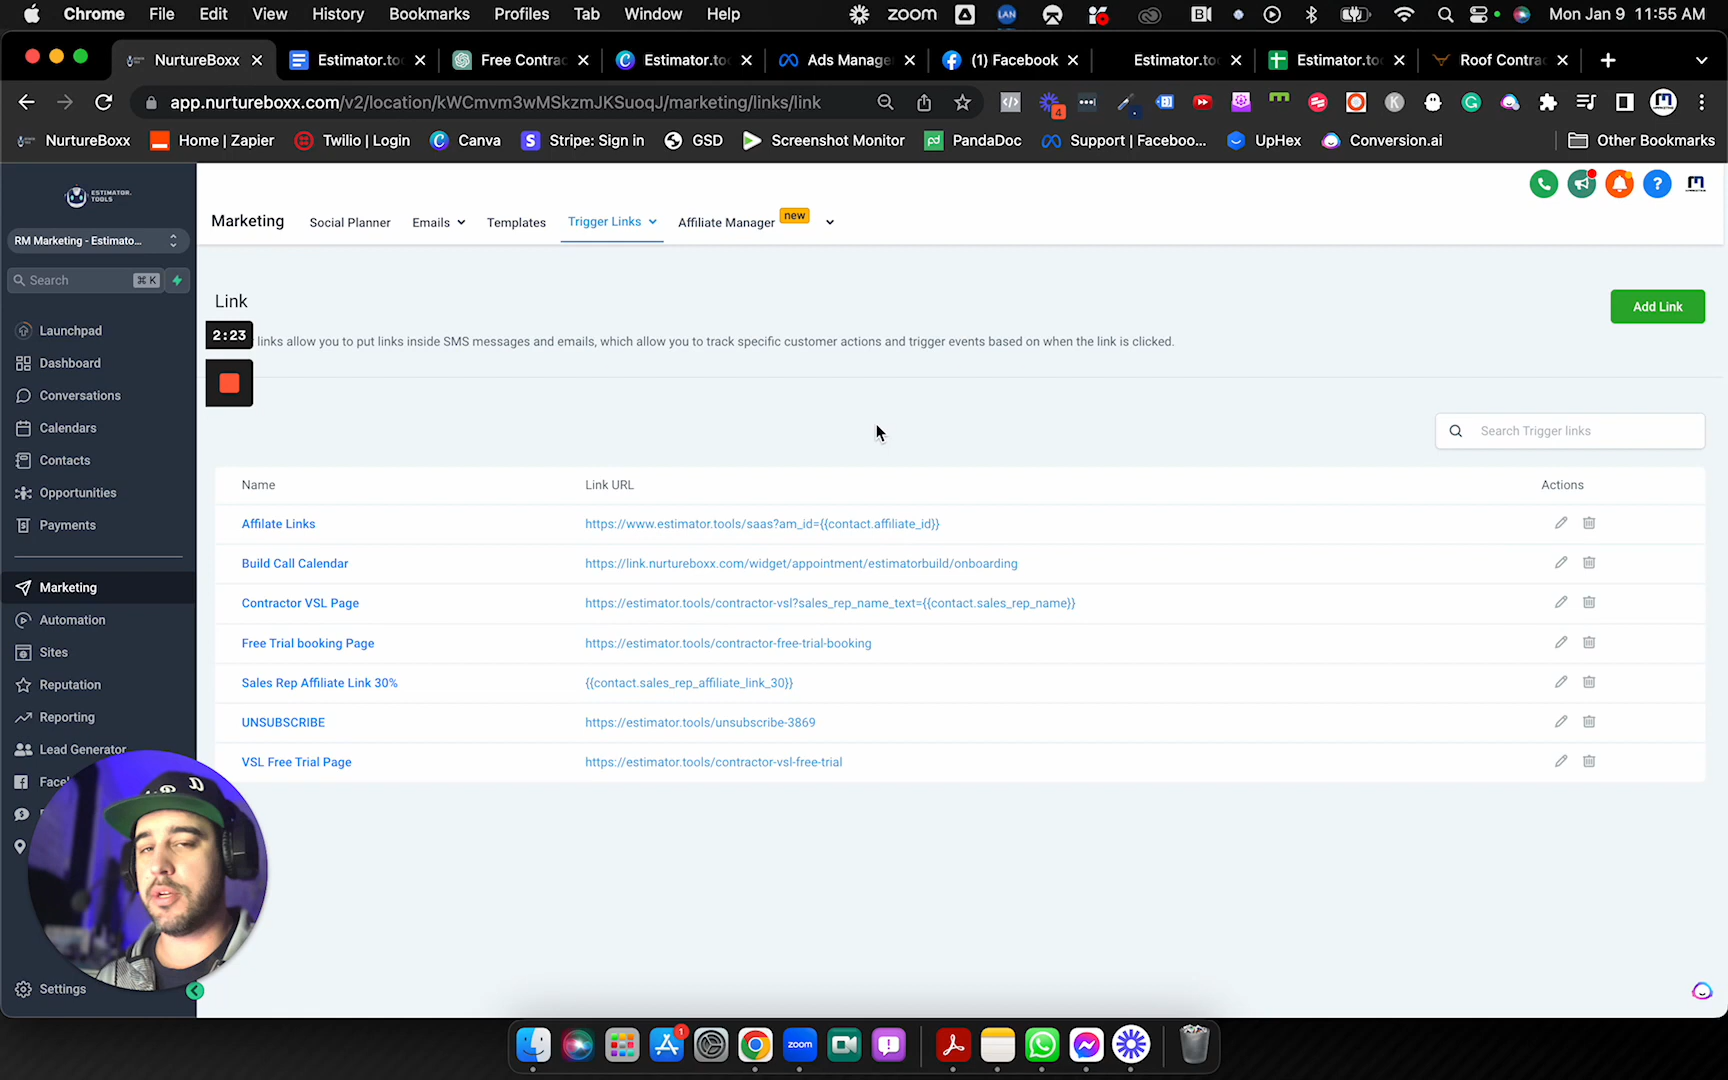 Chrome File Edit View History Bookmarks Profiles Tab Window Help zoom LAN Mon Jan 9 11:55 AM
NurtureBoxx Estimator.to Free Contra Estimator.to Ads Manage (1) Facebook Estimator.to Estimator.to Roof Contra
app.nurtureboxx.com/v2/location/kWCmvm3wMSkzmJKSuoqJ/marketing/links/link 4
NurtureBoxx Home | Zapier Twilio | Login Canva Stripe: Sign in GSD Screenshot Monitor PandaDoc Support | Faceboo... UpHex Conversion.ai Other Bookmarks
ESTIMATOR.
TOOLS
RM Marketing - Estimato...
Search ⌘ K
Launchpad
Dashboard
Conversations
Calendars
Contacts
Opportunities
Payments
Marketing
Automation
Sites
Reputation
Reporting
Lead Generator
Face
Settings
Marketing Social Planner Emails Templates Trigger Links Affiliate Manager new
Link
Add Link
2:23
links allow you to put links inside SMS messages and emails, which allow you to track specific customer actions and trigger events based on when the link is clicked.
Search Trigger links
Name Link URL Actions
Affilate Links https://www.estimator.tools/saas?am_id={{contact.affiliate_id}}
Build Call Calendar https://link.nurtureboxx.com/widget/appointment/estimatorbuild/onboarding
Contractor VSL Page https://estimator.tools/contractor-vsl?sales_rep_name_text={{contact.sales_rep_name}}
Free Trial booking Page https://estimator.tools/contractor-free-trial-booking
Sales Rep Affiliate Link 30% {{contact.sales_rep_affiliate_link_30}}
UNSUBSCRIBE https://estimator.tools/unsubscribe-3869
VSL Free Trial Page https://estimator.tools/contractor-vsl-free-trial
1
zoom